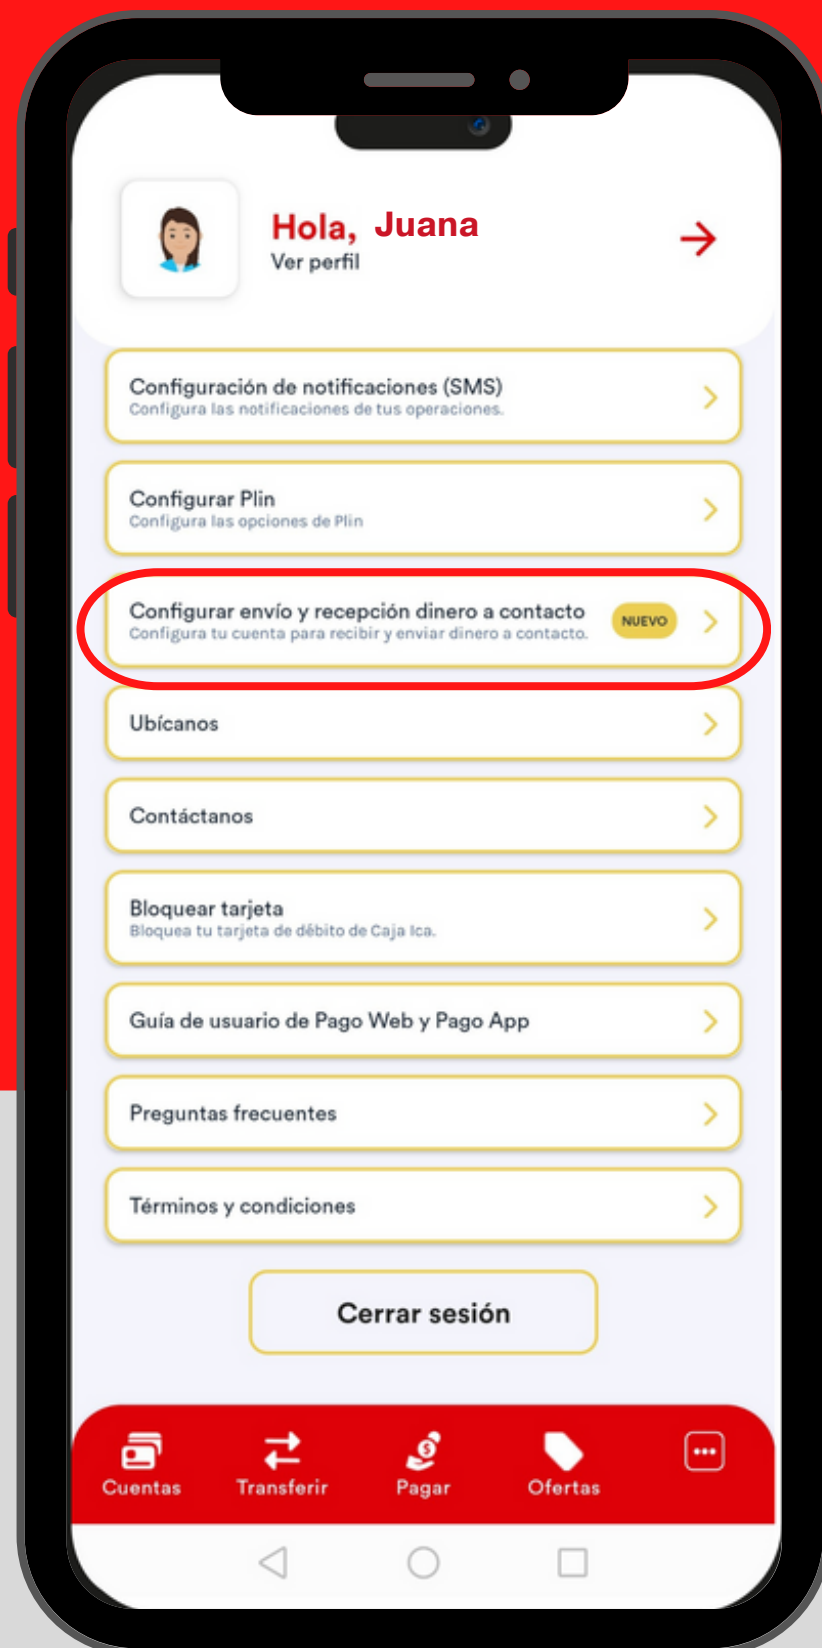 Hola, Juana
Ver perfil
Configuración de notificaciones (SMS)
Configura las notificaciones de tus operaciones.
Configurar Plin
Configura las opciones de Plin
Configurar envío y recepción dinero a contacto
Configura tu cuenta para recibir y enviar dinero a contacto.
NUEVO
Ubícanos
Contáctanos
Bloquear tarjeta
Bloquea tu tarjeta de débito de Caja Ica.
Guía de usuario de Pago Web y Pago App
Preguntas frecuentes
Términos y condiciones
Cerrar sesión
Cuentas Transferir Pagar Ofertas